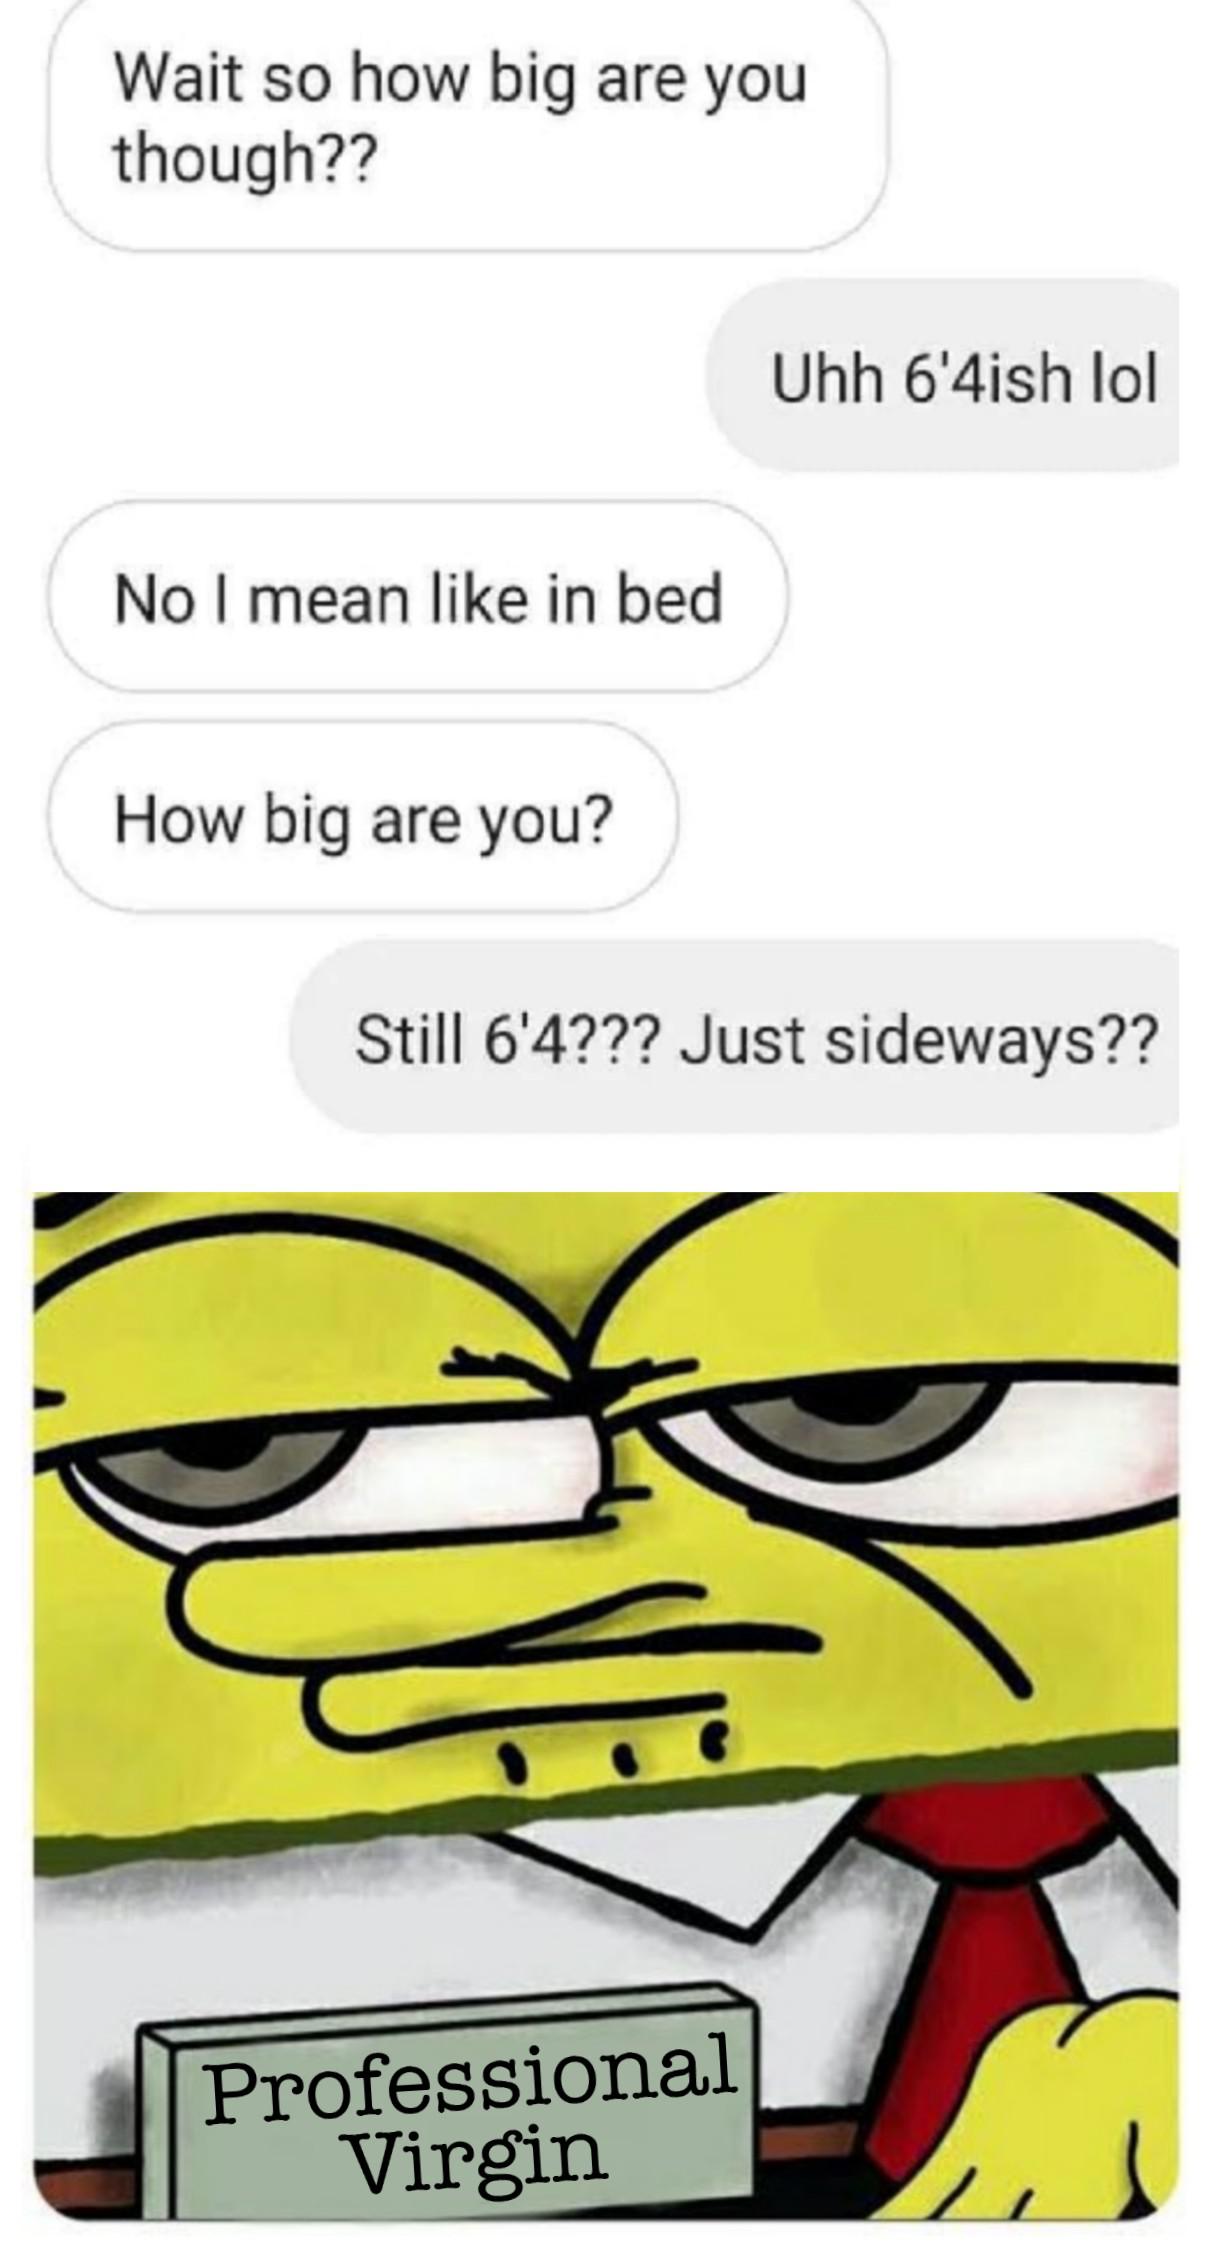 Wait so how big are you
though??
Uhh 6'4ish lol
No I mean like in bed
How big are you?
Still 6'4??? Just sideways??
Professional
Virgin